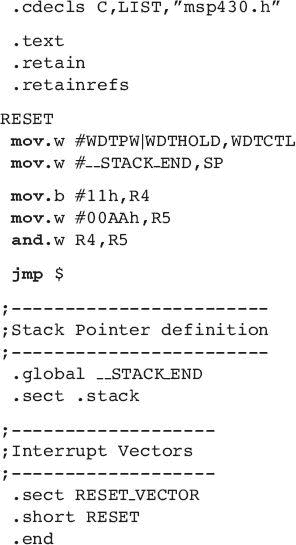 .cdecls C,LIST,”msp430.h”
.text
.retain
.retainrefs
RESET
mov.w #WDTPW|WDTHOLD,WDTCTL
mov.w #__STACK_END,SP
mov.b #11h,R4
mov.w #00AAh,R5
and.w R4,R5
jmp $
;------------------------
;Stack Pointer definition
;------------------------
.global __STACK_END
.sect .stack
;-------------------
;Interrupt Vectors
;-------------------
.sect RESET_VECTOR
.short RESET
.end